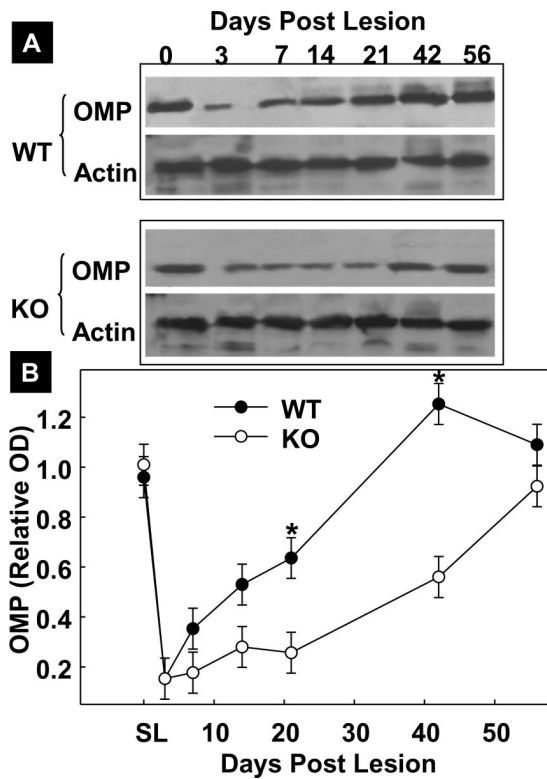 A
Days Post Lesion
0 3 7 14 21 42 56
WT
OMP
Actin
KO
OMP
Actin
B
*
WT
KO
*
1.2
1.0
0.8
0.6
0.4
0.2
OMP (Relative OD)
SL 10 20 30 40 50
Days Post Lesion